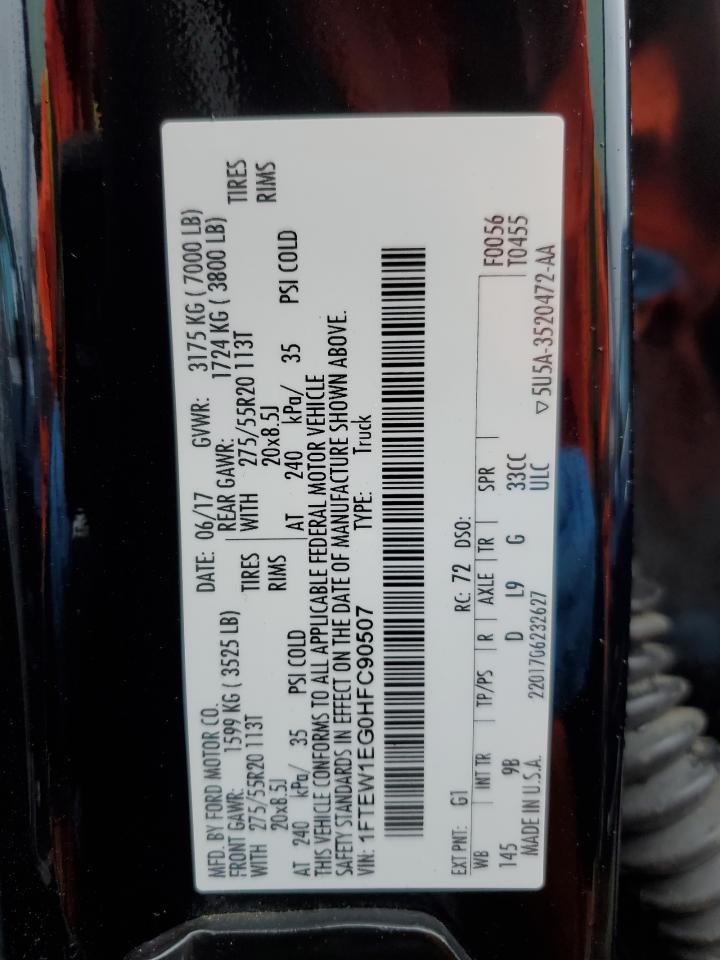 MFD. BY FORD MOTOR CO. DATE: 06/17 GVWR: 3175 KG ( 7000 LB)
FRONT GAWR: 1599 KG ( 3525 LB) REAR GAWR: 1724 KG ( 3800 LB)
WITH 275/55R20 113T TIRES WITH 275/55R20 113T TIRES
20x8.5J RIMS 20x8.5J RIMS
AT 240 kPa/ 35 PSI COLD AT 240 kPa/ 35 PSI COLD
THIS VEHICLE CONFORMS TO ALL APPLICABLE FEDERAL MOTOR VEHICLE
SAFETY STANDARDS IN EFFECT ON THE DATE OF MANUFACTURE SHOWN ABOVE.
VIN: 1FTEW1EG0HFC90507 TYPE: Truck
EXT PNT: G1 RC: 72 DSO:
WB INT TR TP/PS R AXLE TR SPR F0056
145 9B D L9 G 33CC T0455
MADE IN U.S.A. 2201706232627 ULC ▽5U5A-3520472-AA